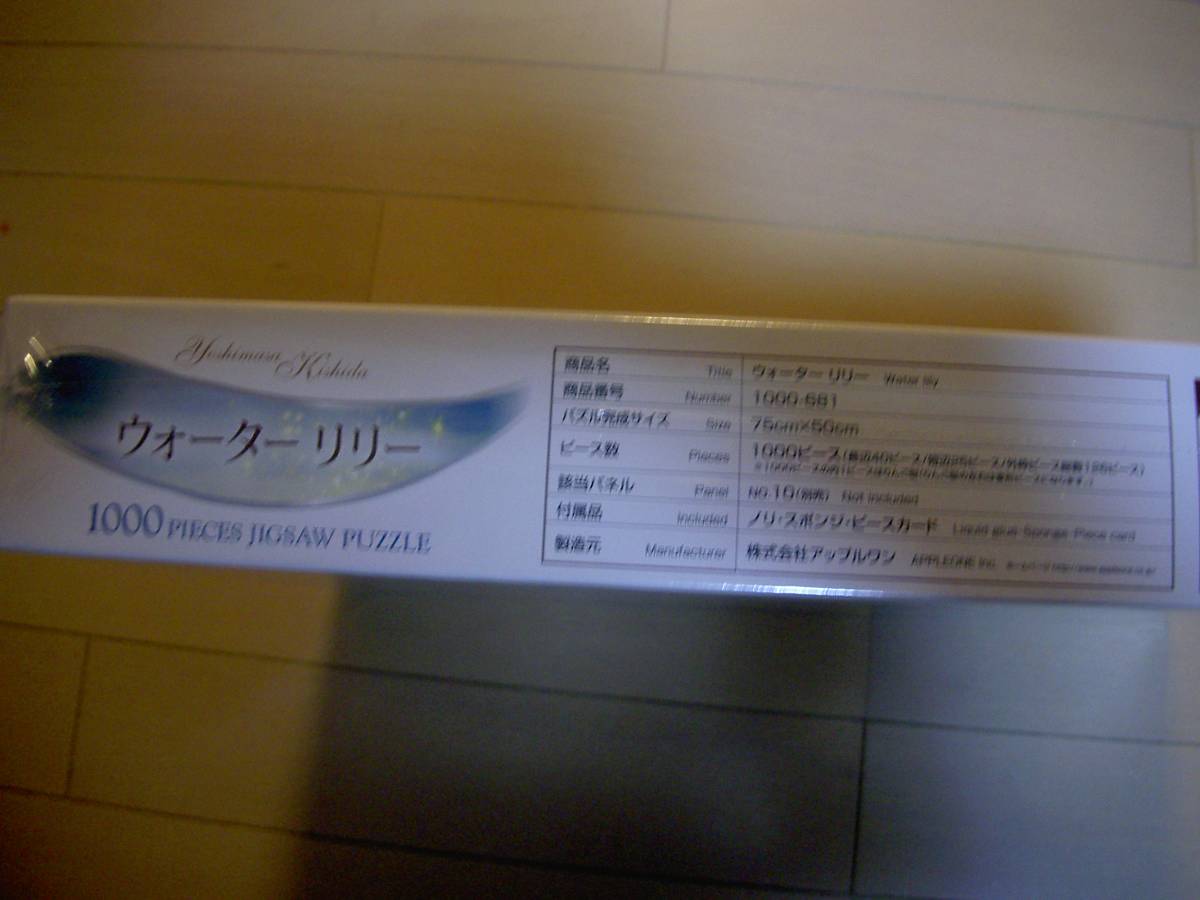 Yoshimasa Kishida
ウォーター リリー
1000 PIECES JIGSAW PUZZLE
商品名 Title ウォーター リリー Water lily
商品番号 Number 1000-681
パズル完成サイズ Size 75cm×50cm
ピース数 Pieces 1000ピース
該当パネル Panel NO.10(別売) Not included
付属品 Included ノリ・スポンジ・ピースカード Liquid glue Sponge Piece card
製造元 Manufacturer 株式会社アップルワン APPLEONE Inc.